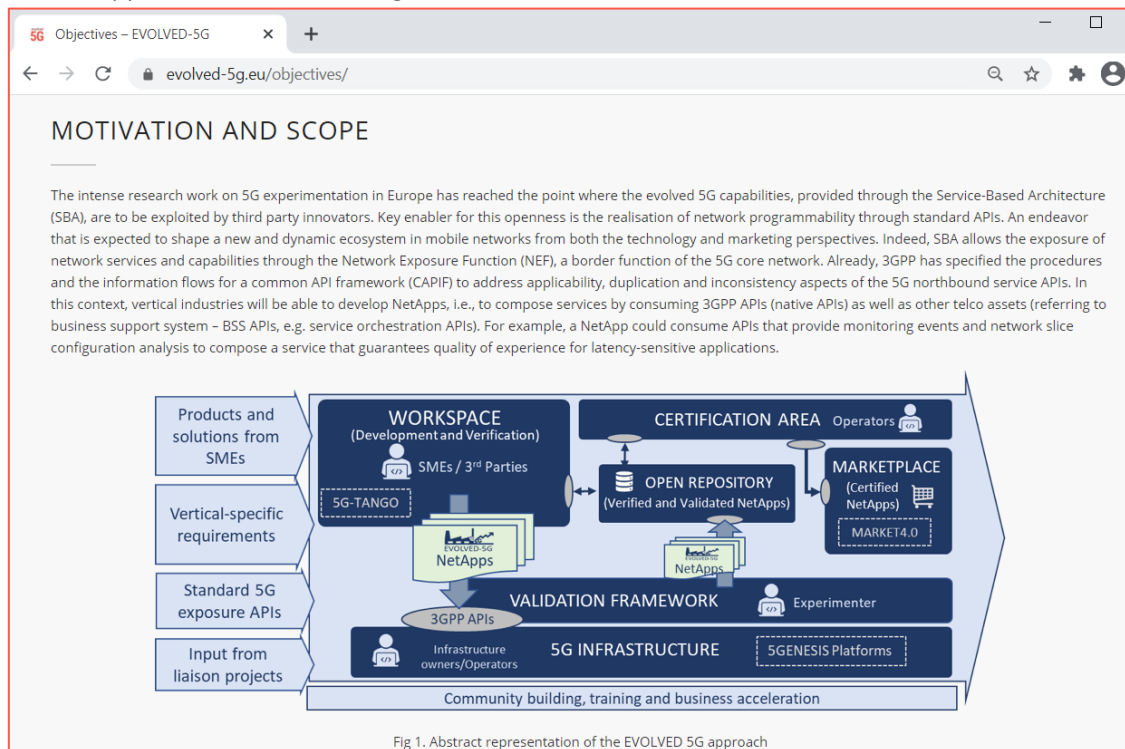 5G Objectives – EVOLVED-5G
evolved-5g.eu/objectives/
MOTIVATION AND SCOPE
The intense research work on 5G experimentation in Europe has reached the point where the evolved 5G capabilities, provided through the Service-Based Architecture
(SBA), are to be exploited by third party innovators. Key enabler for this openness is the realisation of network programmability through standard APIs. An endeavor
that is expected to shape a new and dynamic ecosystem in mobile networks from both the technology and marketing perspectives. Indeed, SBA allows the exposure of
network services and capabilities through the Network Exposure Function (NEF), a border function of the 5G core network. Already, 3GPP has specified the procedures
and the information flows for a common API framework (CAPIF) to address applicability, duplication and inconsistency aspects of the 5G northbound service APIs. In
this context, vertical industries will be able to develop NetApps, i.e., to compose services by consuming 3GPP APIs (native APIs) as well as other telco assets (referring to
business support system – BSS APIs, e.g. service orchestration APIs). For example, a NetApp could consume APIs that provide monitoring events and network slice
configuration analysis to compose a service that guarantees quality of experience for latency-sensitive applications.
Products and
solutions from
SMEs
Vertical-specific
requirements
Standard 5G
exposure APIs
Input from
liaison projects
WORKSPACE
(Development and Verification)
SMEs / 3rd Parties
5G-TANGO
EVOLVED-5G
NetApps
CERTIFICATION AREA Operators
OPEN REPOSITORY
(Verified and Validated NetApps)
MARKETPLACE
(Certified
NetApps)
MARKET4.0
EVOLVED-5G
NetApps
VALIDATION FRAMEWORK Experimenter
3GPP APIs
Infrastructure
owners/Operators
5G INFRASTRUCTURE
5GENESIS Platforms
Community building, training and business acceleration
Fig 1. Abstract representation of the EVOLVED 5G approach